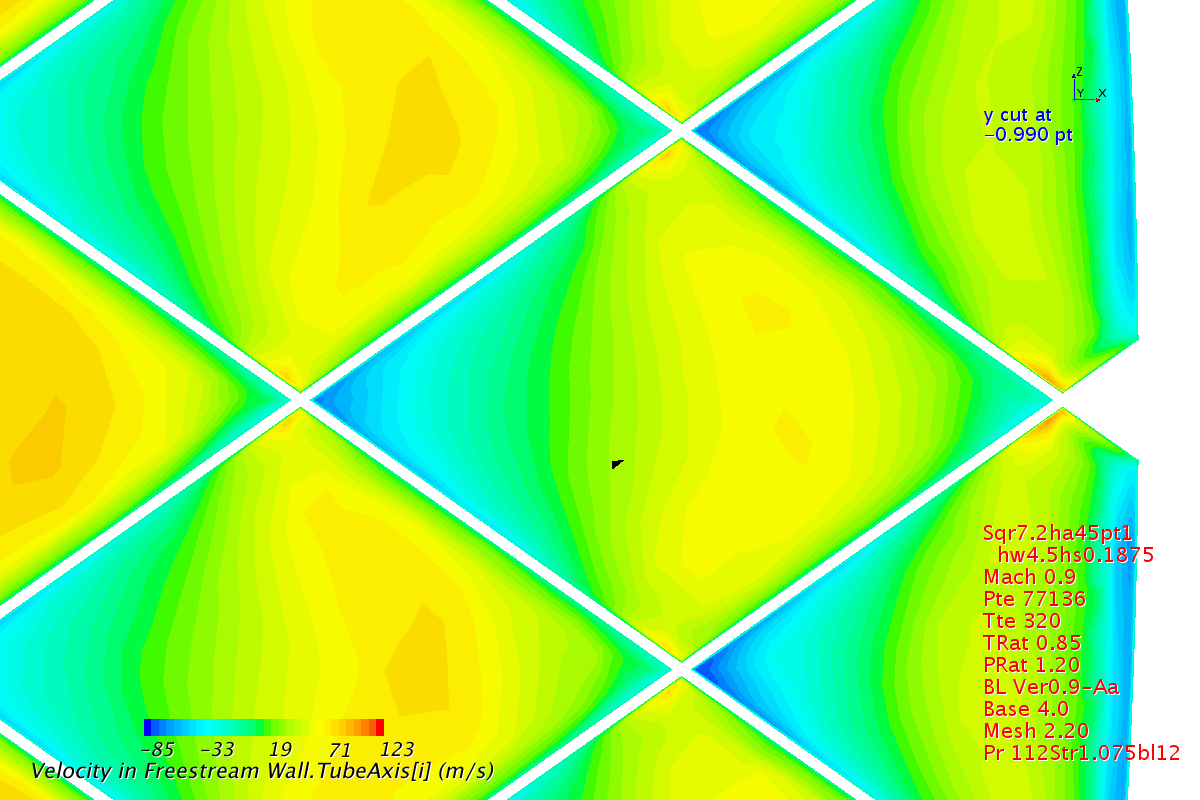 Z
Y X
y cut at
−0.990 pt
Sqr7.2ha45pt1
hw4.5hs0.1875
Mach 0.9
Pte 77136
Tte 320
TRat 0.85
PRat 1.20
BL Ver0.9-Aa
Base 4.0
Mesh 2.20
Pr 112Str1.075bl12
−85 −33 19 71 123
Velocity in Freestream Wall.TubeAxis[i] (m/s)